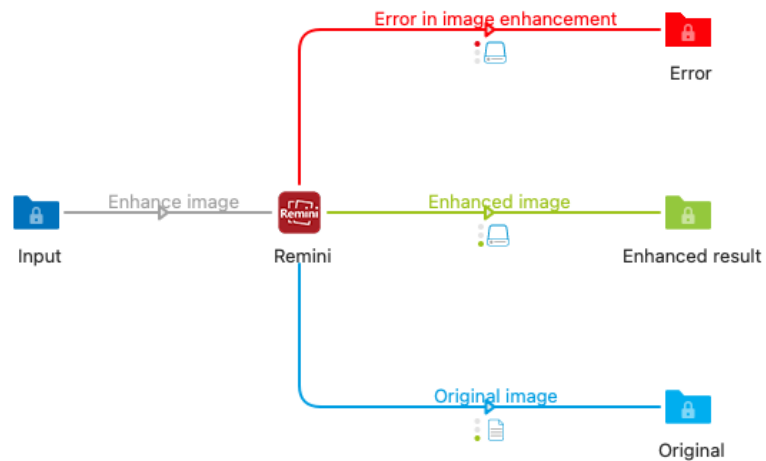 Error in image enhancement
Error
Enhance image
Remini
Enhanced image
Input
Remini
Enhanced result
Original image
Original